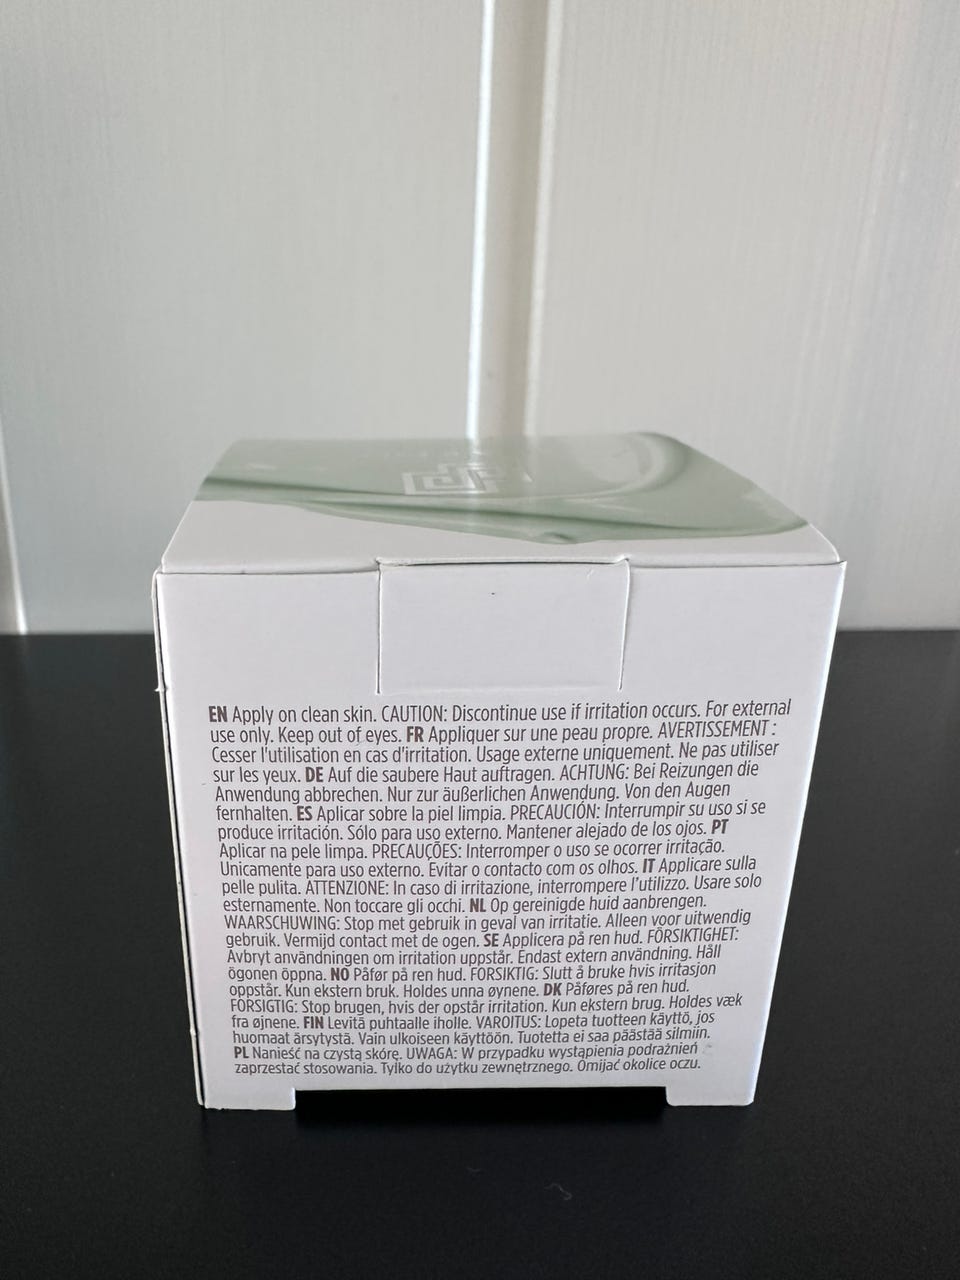 EN Apply on clean skin. CAUTION: Discontinue use if irritation occurs. For external
use only. Keep out of eyes. FR Appliquer sur une peau propre. AVERTISSEMENT :
Cesser l'utilisation en cas d'irritation. Usage externe uniquement. Ne pas utiliser
sur les yeux. DE Auf die saubere Haut auftragen. ACHTUNG: Bei Reizungen die
Anwendung abbrechen. Nur zur äußerlichen Anwendung. Von den Augen
fernhalten. ES Aplicar sobre la piel limpia. PRECAUCIÓN: Interrumpir su uso si se
produce irritación. Sólo para uso externo. Mantener alejado de los ojos. PT
Aplicar na pele limpa. PRECAUÇÕES: Interromper o uso se ocorrer irritação.
Unicamente para uso externo. Evitar o contacto com os olhos. IT Applicare sulla
pelle pulita. ATTENZIONE: In caso di irritazione, interrompere l'utilizzo. Usare solo
esternamente. Non toccare gli occhi. NL Op gereinigde huid aanbrengen.
WAARSCHUWING: Stop met gebruik in geval van irritatie. Alleen voor uitwendig
gebruik. Vermijd contact met de ogen. SE Applicera på ren hud. FÖRSIKTIGHET:
Avbryt användningen om irritation uppstår. Endast extern användning. Håll
ögonen öppna. NO Påfør på ren hud. FORSIKTIG: Slutt å bruke hvis irritasjon
oppstår. Kun ekstern bruk. Holdes unna øynene. DK Påføres på ren hud.
FORSIGTIG: Stop brugen, hvis der opstår irritation. Kun ekstern brug. Holdes væk
fra øjnene. FIN Levitä puhtaalle iholle. VAROITUS: Lopeta tuotteen käyttö, jos
huomaat ärsytystä. Vain ulkoiseen käyttöön. Tuotetta ei saa päästää silmiin.
PL Nanieść na czystą skórę. UWAGA: W przypadku wystąpienia podrażnień
zaprzestać stosowania. Tylko do użytku zewnętrznego. Omijać okolice oczu.